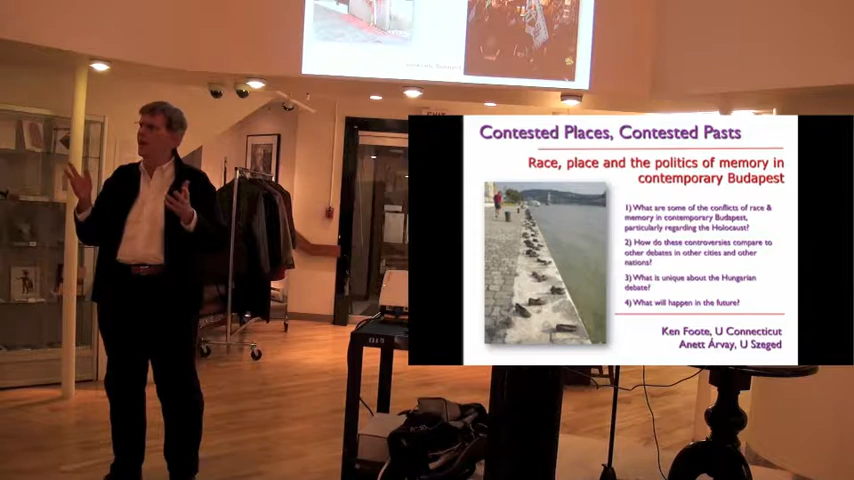 EXIT
Contested Places, Contested Pasts
Race, place and the politics of memory in
contemporary Budapest
1) What are some of the conflicts of race &
memory in contemporary Budapest,
particularly regarding the Holocaust?
2) How do these controversies compare to
other debates in other cities and other
nations?
3) What is unique about the Hungarian
debate?
4) What will happen in the future?
Ken Foote, U Connecticut
Anett Árvay, U Szeged